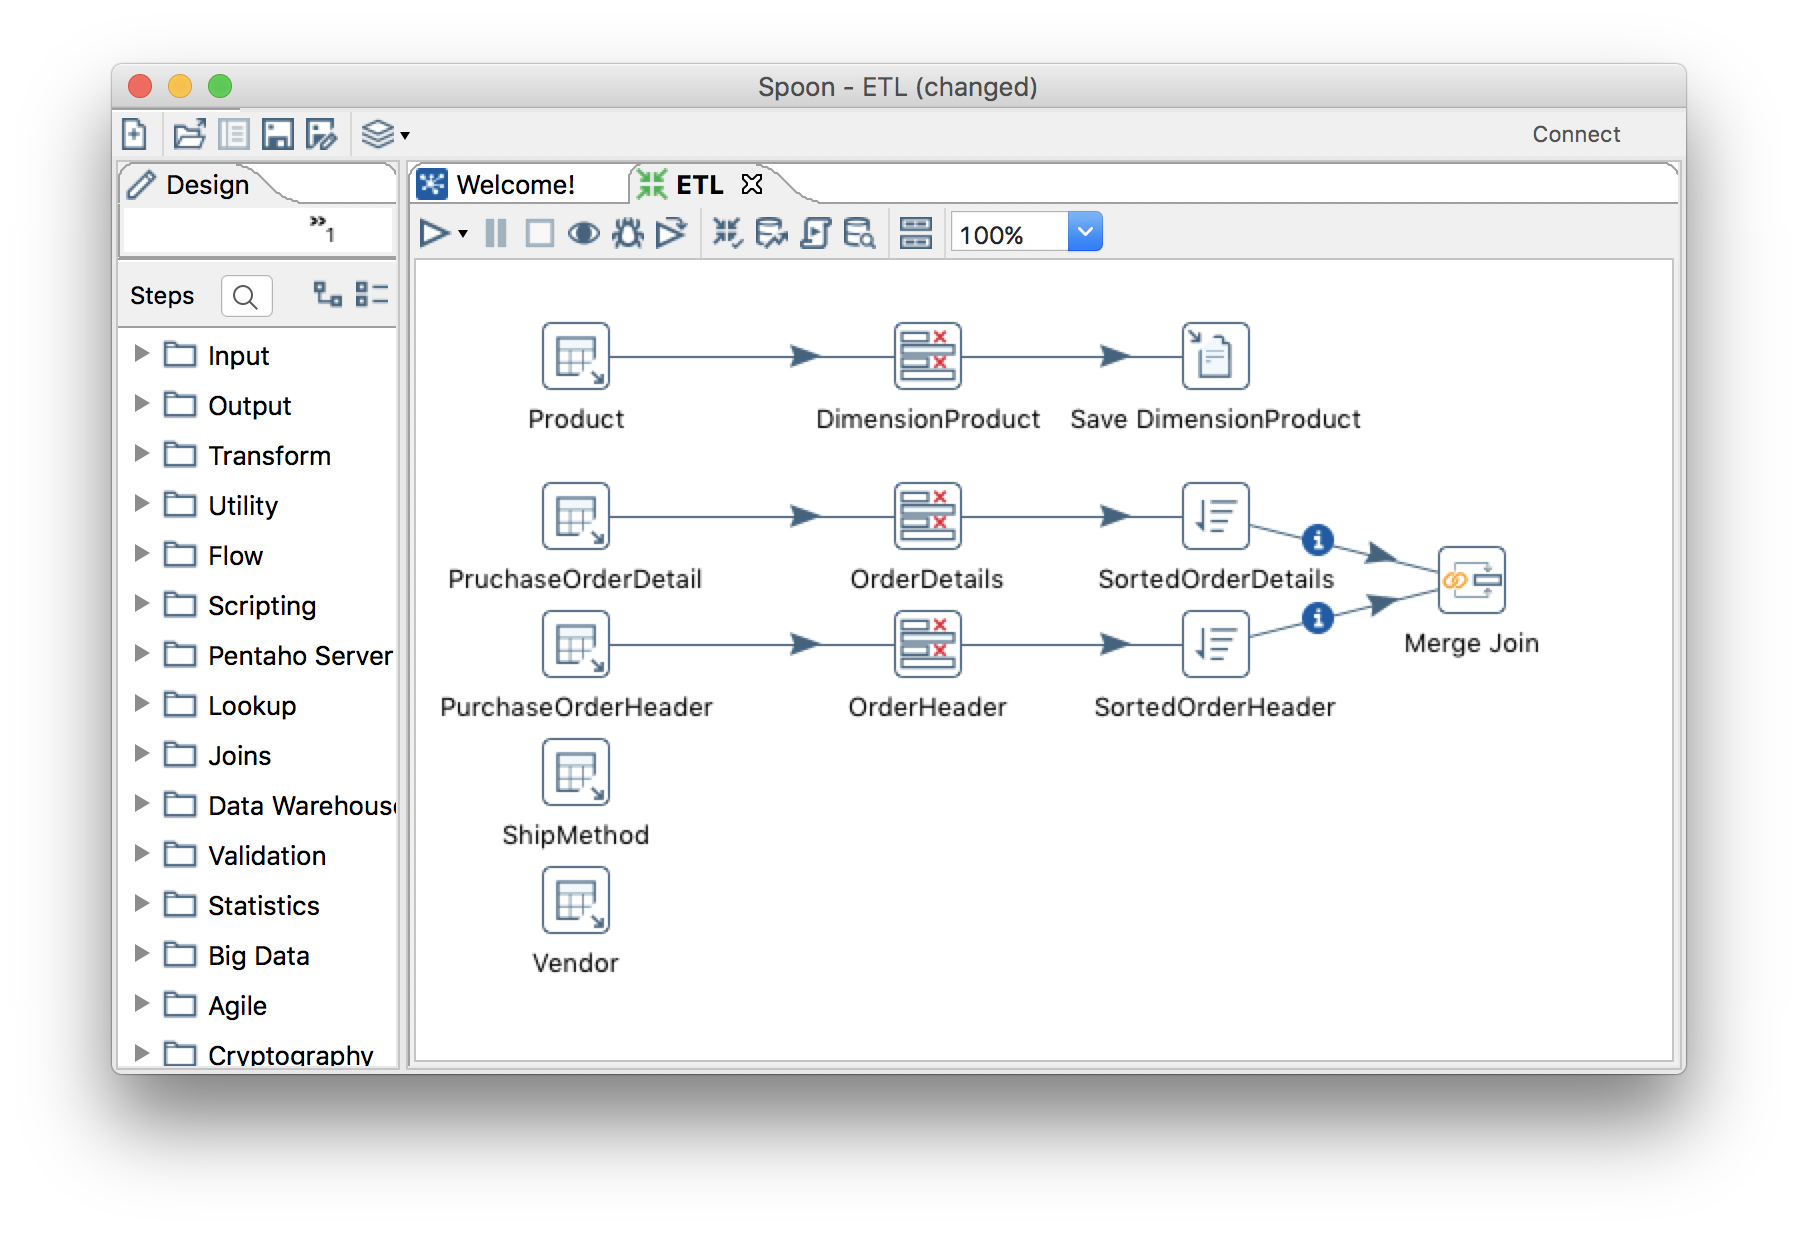 Spoon - ETL (changed)
Connect
Design
Welcome!
ETL
»1
100%
Steps
Input
Output
Transform
Utility
Flow
Scripting
Pentaho Server
Lookup
Joins
Data Warehouse
Validation
Statistics
Big Data
Agile
Cryptography
Product
DimensionProduct
Save DimensionProduct
PruchaseOrderDetail
OrderDetails
SortedOrderDetails
Merge Join
PurchaseOrderHeader
OrderHeader
SortedOrderHeader
ShipMethod
Vendor